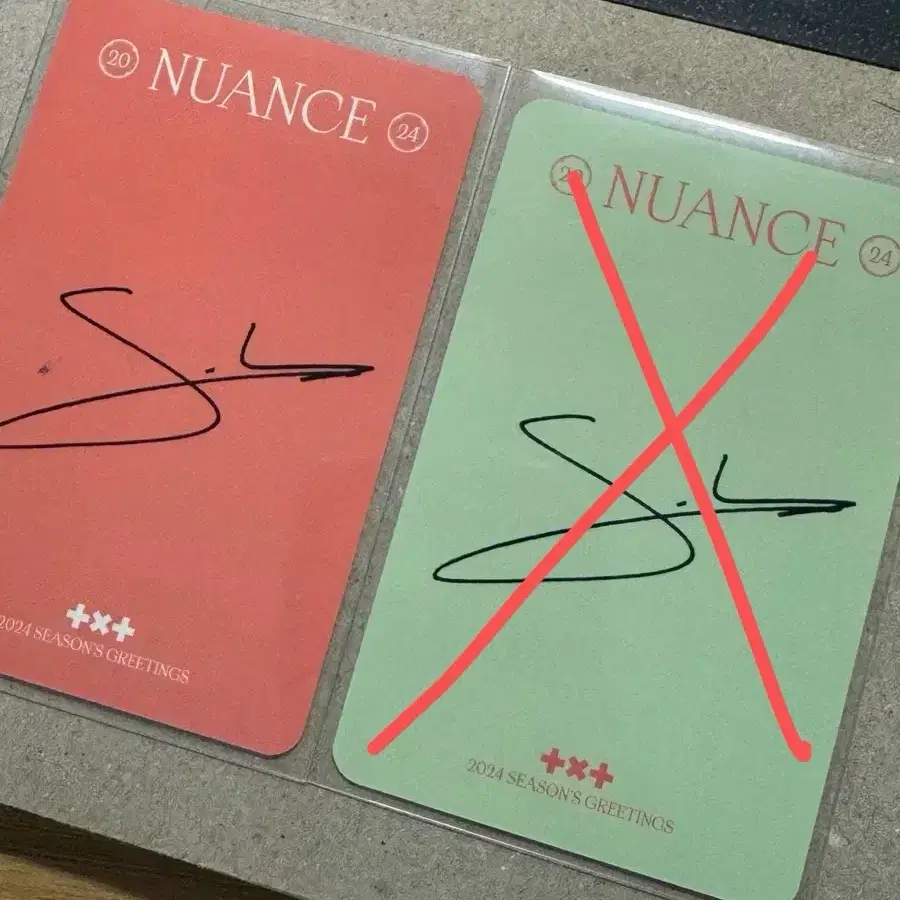 20 NUANCE 24
+×+
2024 SEASON'S GREETINGS
NUANCE 24
+×+
2024 SEASON'S GREETINGS